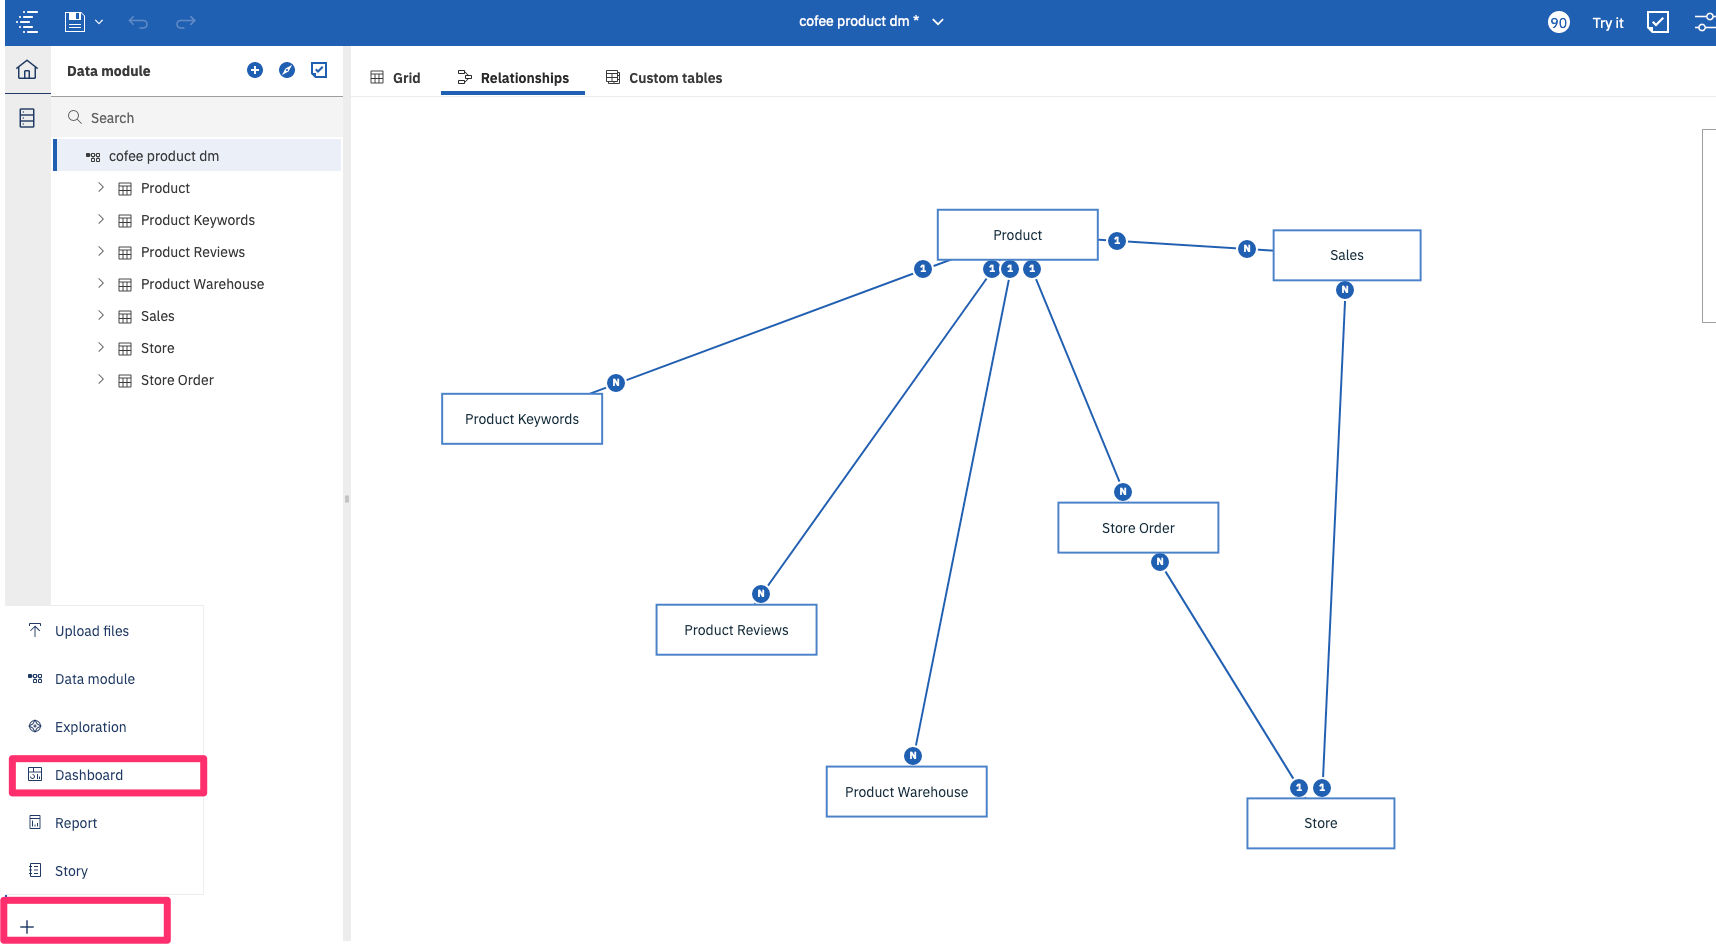 cofee product dm *
90
Try it
Data module
Grid
Relationships
Custom tables
Search
cofee product dm
Product
Product Keywords
Product Reviews
Product Warehouse
Sales
Store
Store Order
Product
1
N
Sales
1
1
1
1
N
N
Product Keywords
N
Store Order
N
N
Product Reviews
N
Product Warehouse
1
1
Store
Upload files
Data module
Exploration
Dashboard
Report
Story